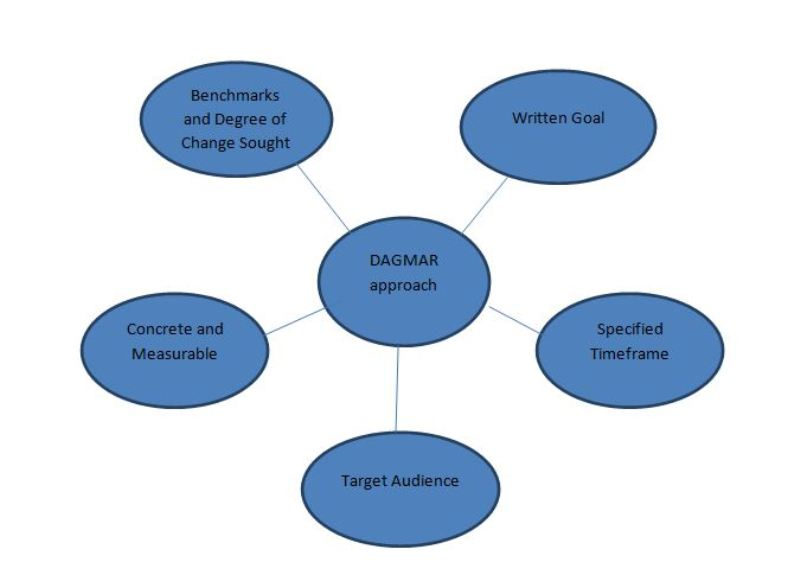 Benchmarks
and Degree of
Change Sought
Written Goal
DAGMAR
approach
Concrete and
Measurable
Specified
Timeframe
Target Audience